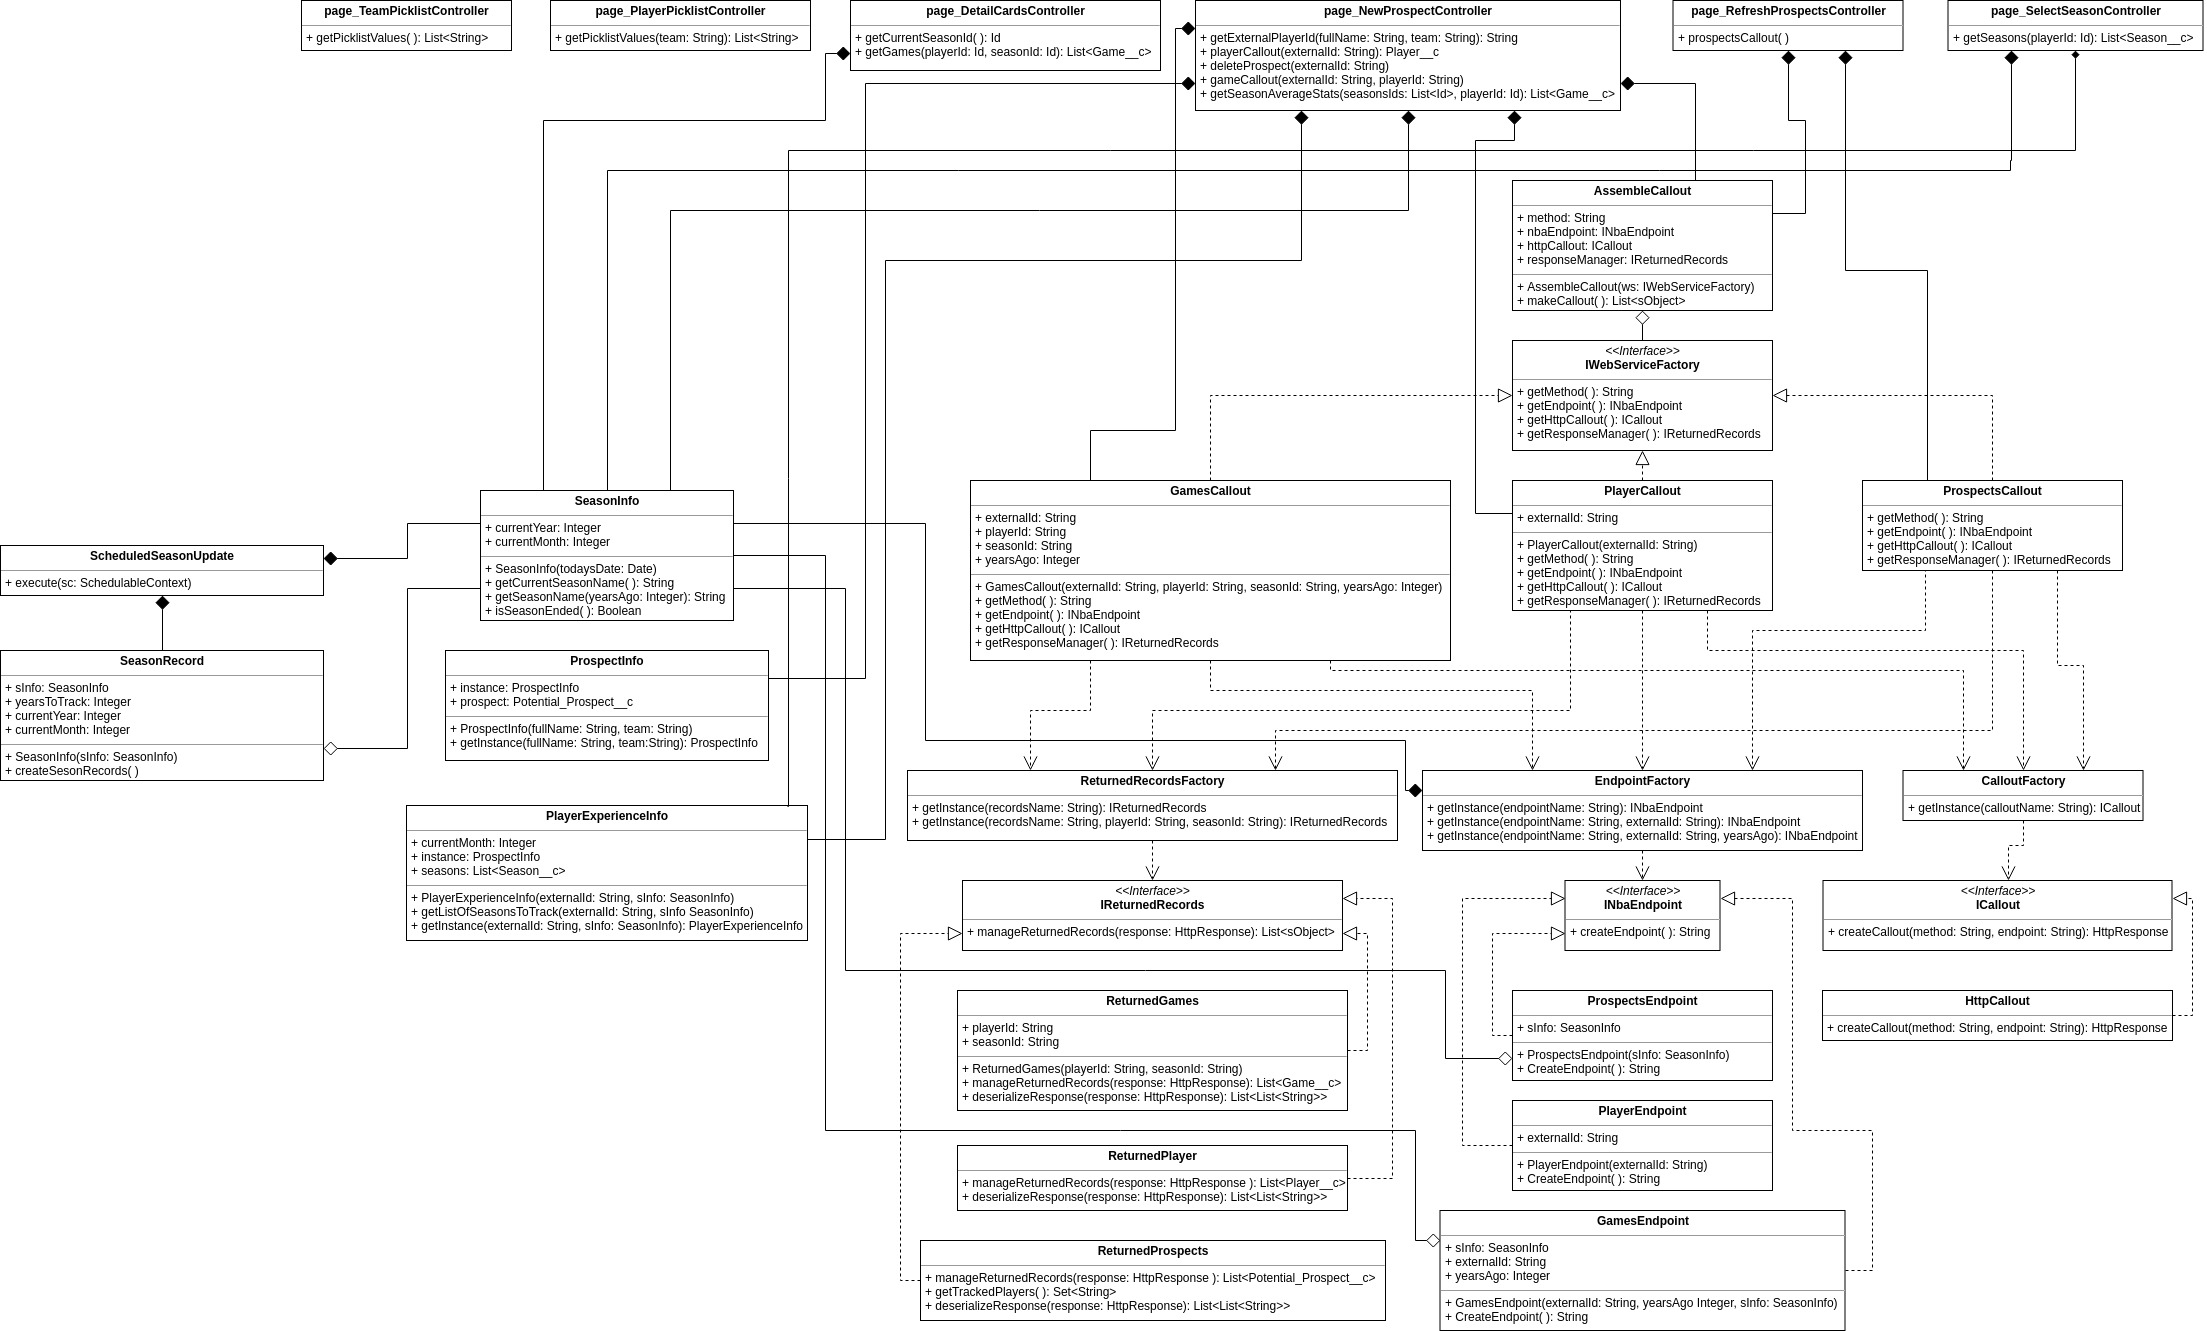 page_TeamPicklistController
+ getPicklistValues( ): List<String>
page_PlayerPicklistController
+ getPicklistValues(team: String): List<String>
page_DetailCardsController
+ getCurrentSeasonId( ): Id
+ getGames(playerId: Id, seasonId: Id): List<Game__c>
page_NewProspectController
+ getExternalPlayerId(fullName: String, team: String): String
+ playerCallout(externalId: String): Player__c
+ deleteProspect(externalId: String)
+ gameCallout(externalId: String, playerId: String)
+ getSeasonAverageStats(seasonsIds: List<Id>, playerId: Id): List<Game__c>
page_RefreshProspectsController
+ prospectsCallout( )
page_SelectSeasonController
+ getSeasons(playerId: Id): List<Season__c>
AssembleCallout
+ method: String
+ nbaEndpoint: INbaEndpoint
+ httpCallout: ICallout
+ responseManager: IReturnedRecords
+ AssembleCallout(ws: IWebServiceFactory)
+ makeCallout( ): List<sObject>
<<Interface>>
IWebServiceFactory
+ getMethod( ): String
+ getEndpoint( ): INbaEndpoint
+ getHttpCallout( ): ICallout
+ getResponseManager( ): IReturnedRecords
SeasonInfo
+ currentYear: Integer
+ currentMonth: Integer
+ SeasonInfo(todaysDate: Date)
+ getCurrentSeasonName( ): String
+ getSeasonName(yearsAgo: Integer): String
+ isSeasonEnded( ): Boolean
GamesCallout
+ externalId: String
+ playerId: String
+ seasonId: String
+ yearsAgo: Integer
+ GamesCallout(externalId: String, playerId: String, seasonId: String, yearsAgo: Integer)
+ getMethod( ): String
+ getEndpoint( ): INbaEndpoint
+ getHttpCallout( ): ICallout
+ getResponseManager( ): IReturnedRecords
PlayerCallout
+ externalId: String
+ PlayerCallout(externalId: String)
+ getMethod( ): String
+ getEndpoint( ): INbaEndpoint
+ getHttpCallout( ): ICallout
+ getResponseManager( ): IReturnedRecords
ProspectsCallout
+ getMethod( ): String
+ getEndpoint( ): INbaEndpoint
+ getHttpCallout( ): ICallout
+ getResponseManager( ): IReturnedRecords
ScheduledSeasonUpdate
+ execute(sc: SchedulableContext)
SeasonRecord
+ sInfo: SeasonInfo
+ yearsToTrack: Integer
+ currentYear: Integer
+ currentMonth: Integer
+ SeasonInfo(sInfo: SeasonInfo)
+ createSesonRecords( )
ProspectInfo
+ instance: ProspectInfo
+ prospect: Potential_Prospect__c
+ ProspectInfo(fullName: String, team: String)
+ getInstance(fullName: String, team:String): ProspectInfo
PlayerExperienceInfo
+ currentMonth: Integer
+ instance: ProspectInfo
+ seasons: List<Season__c>
+ PlayerExperienceInfo(externalId: String, sInfo: SeasonInfo)
+ getListOfSeasonsToTrack(externalId: String, sInfo SeasonInfo)
+ getInstance(externalId: String, sInfo: SeasonInfo): PlayerExperienceInfo
ReturnedRecordsFactory
+ getInstance(recordsName: String): IReturnedRecords
+ getInstance(recordsName: String, playerId: String, seasonId: String): IReturnedRecords
EndpointFactory
+ getInstance(endpointName: String): INbaEndpoint
+ getInstance(endpointName: String, externalId: String): INbaEndpoint
+ getInstance(endpointName: String, externalId: String, yearsAgo): INbaEndpoint
CalloutFactory
+ getInstance(calloutName: String): ICallout
<<Interface>>
IReturnedRecords
+ manageReturnedRecords(response: HttpResponse): List<sObject>
<<Interface>>
INbaEndpoint
+ createEndpoint( ): String
<<Interface>>
ICallout
+ createCallout(method: String, endpoint: String): HttpResponse
ReturnedGames
+ playerId: String
+ seasonId: String
+ ReturnedGames(playerId: String, seasonId: String)
+ manageReturnedRecords(response: HttpResponse): List<Game__c>
+ deserializeResponse(response: HttpResponse): List<List<String>>
ProspectsEndpoint
+ sInfo: SeasonInfo
+ ProspectsEndpoint(sInfo: SeasonInfo)
+ CreateEndpoint( ): String
HttpCallout
+ createCallout(method: String, endpoint: String): HttpResponse
PlayerEndpoint
+ externalId: String
+ PlayerEndpoint(externalId: String)
+ CreateEndpoint( ): String
ReturnedPlayer
+ manageReturnedRecords(response: HttpResponse ): List<Player__c>
+ deserializeResponse(response: HttpResponse): List<List<String>>
GamesEndpoint
+ sInfo: SeasonInfo
+ externalId: String
+ yearsAgo: Integer
+ GamesEndpoint(externalId: String, yearsAgo Integer, sInfo: SeasonInfo)
+ CreateEndpoint( ): String
ReturnedProspects
+ manageReturnedRecords(response: HttpResponse ): List<Potential_Prospect__c>
+ getTrackedPlayers( ): Set<String>
+ deserializeResponse(response: HttpResponse): List<List<String>>